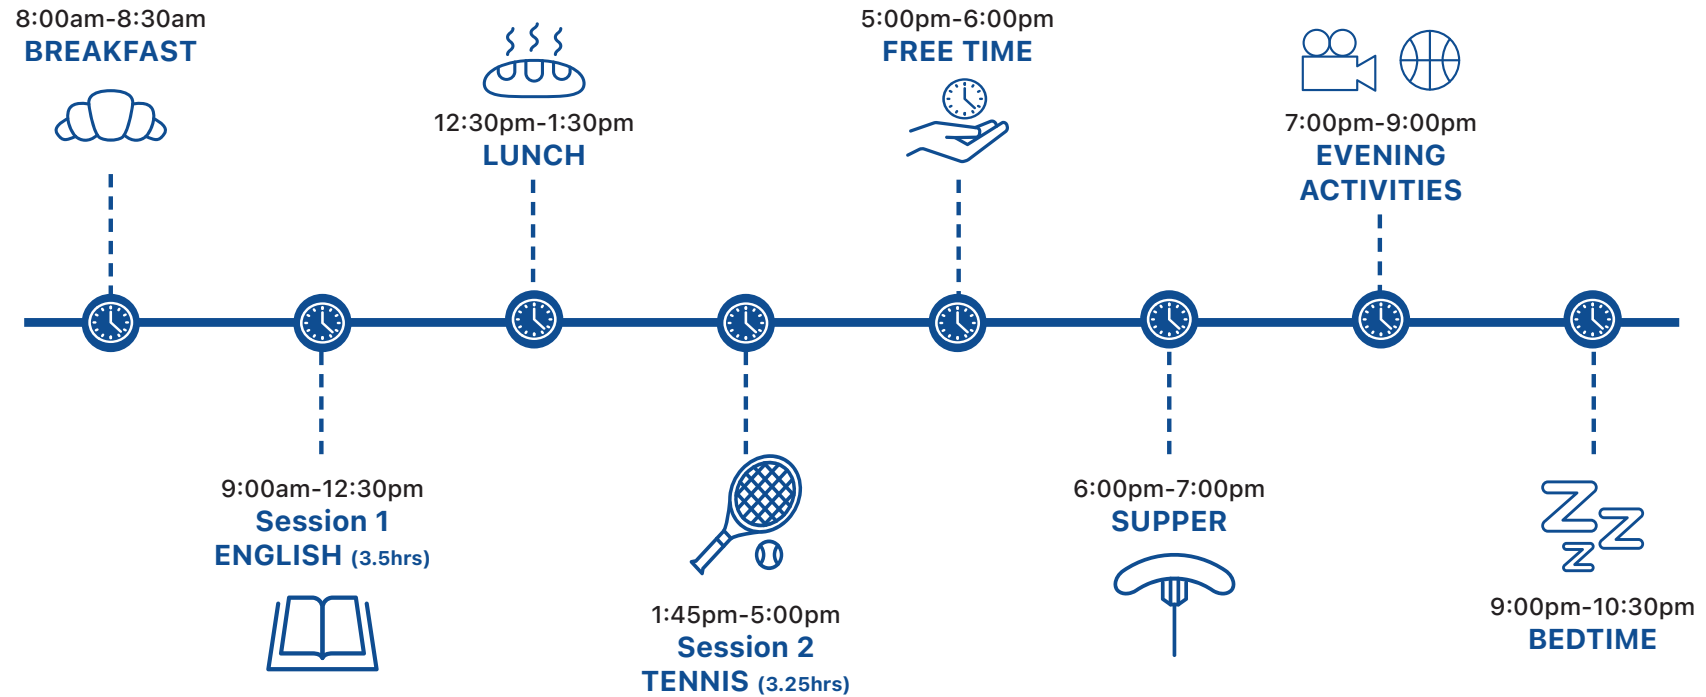 8:00am-8:30am
BREAKFAST
9:00am-12:30pm
Session 1
ENGLISH (3.5hrs)
12:30pm-1:30pm
LUNCH
1:45pm-5:00pm
Session 2
TENNIS (3.25hrs)
5:00pm-6:00pm
FREE TIME
6:00pm-7:00pm
SUPPER
7:00pm-9:00pm
EVENING
ACTIVITIES
9:00pm-10:30pm
BEDTIME